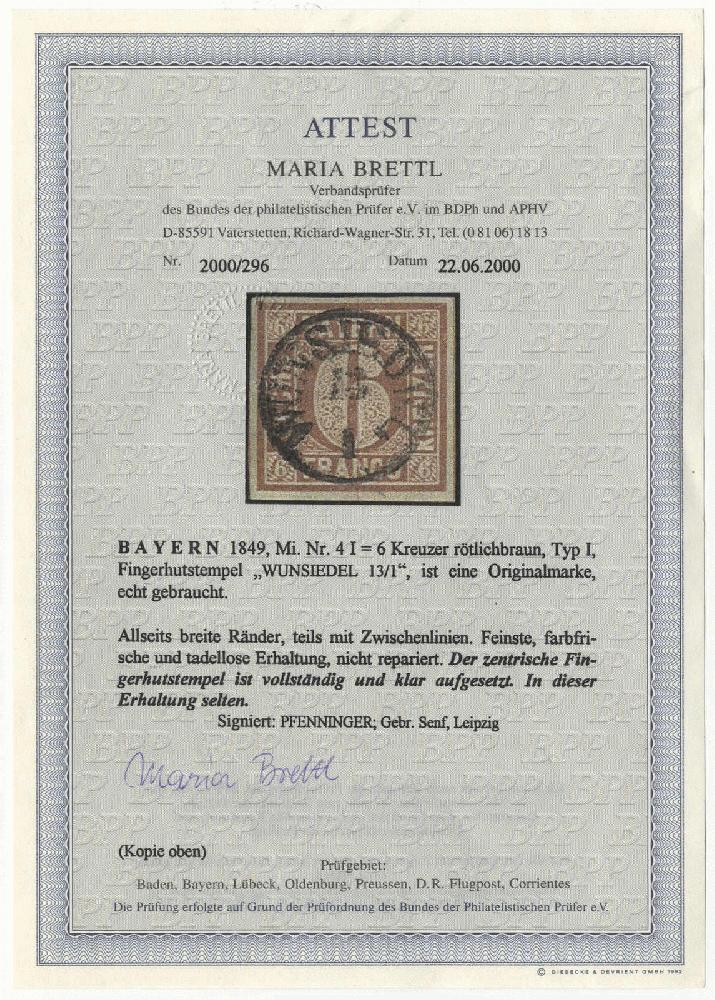 ATTEST
MARIA BRETTL
Verbandsprüfer
des Bundes der philatelistischen Prüfer e.V. im BDPh und APHV
D-85591 Vaterstetten, Richard-Wagner-Str. 31, Tel. (0 81 06) 18 13
Nr. 2000/296 Datum 22.06.2000
WUNSIEDEL
13
1
6
FRANCO
BAYERN 1849, Mi. Nr. 4 I = 6 Kreuzer rötlichbraun, Typ I,
Fingerhutstempel „WUNSIEDEL 13/1“, ist eine Originalmarke,
echt gebraucht.
Allseits breite Ränder, teils mit Zwischenlinien. Feinste, farbfri-
sche und tadellose Erhaltung, nicht repariert. Der zentrische Fin-
gerhutstempel ist vollständig und klar aufgesetzt. In dieser
Erhaltung selten.
Signiert: PFENNINGER; Gebr. Senf, Leipzig
Maria Brettl
(Kopie oben)
Prüfgebiet:
Baden, Bayern, Lübeck, Oldenburg, Preussen, D.R. Flugpost, Corrientes
Die Prüfung erfolgte auf Grund der Prüfordnung des Bundes der Philatelistischen Prüfer e.V.
© GIESECKE & DEVRIENT GMBH 1993